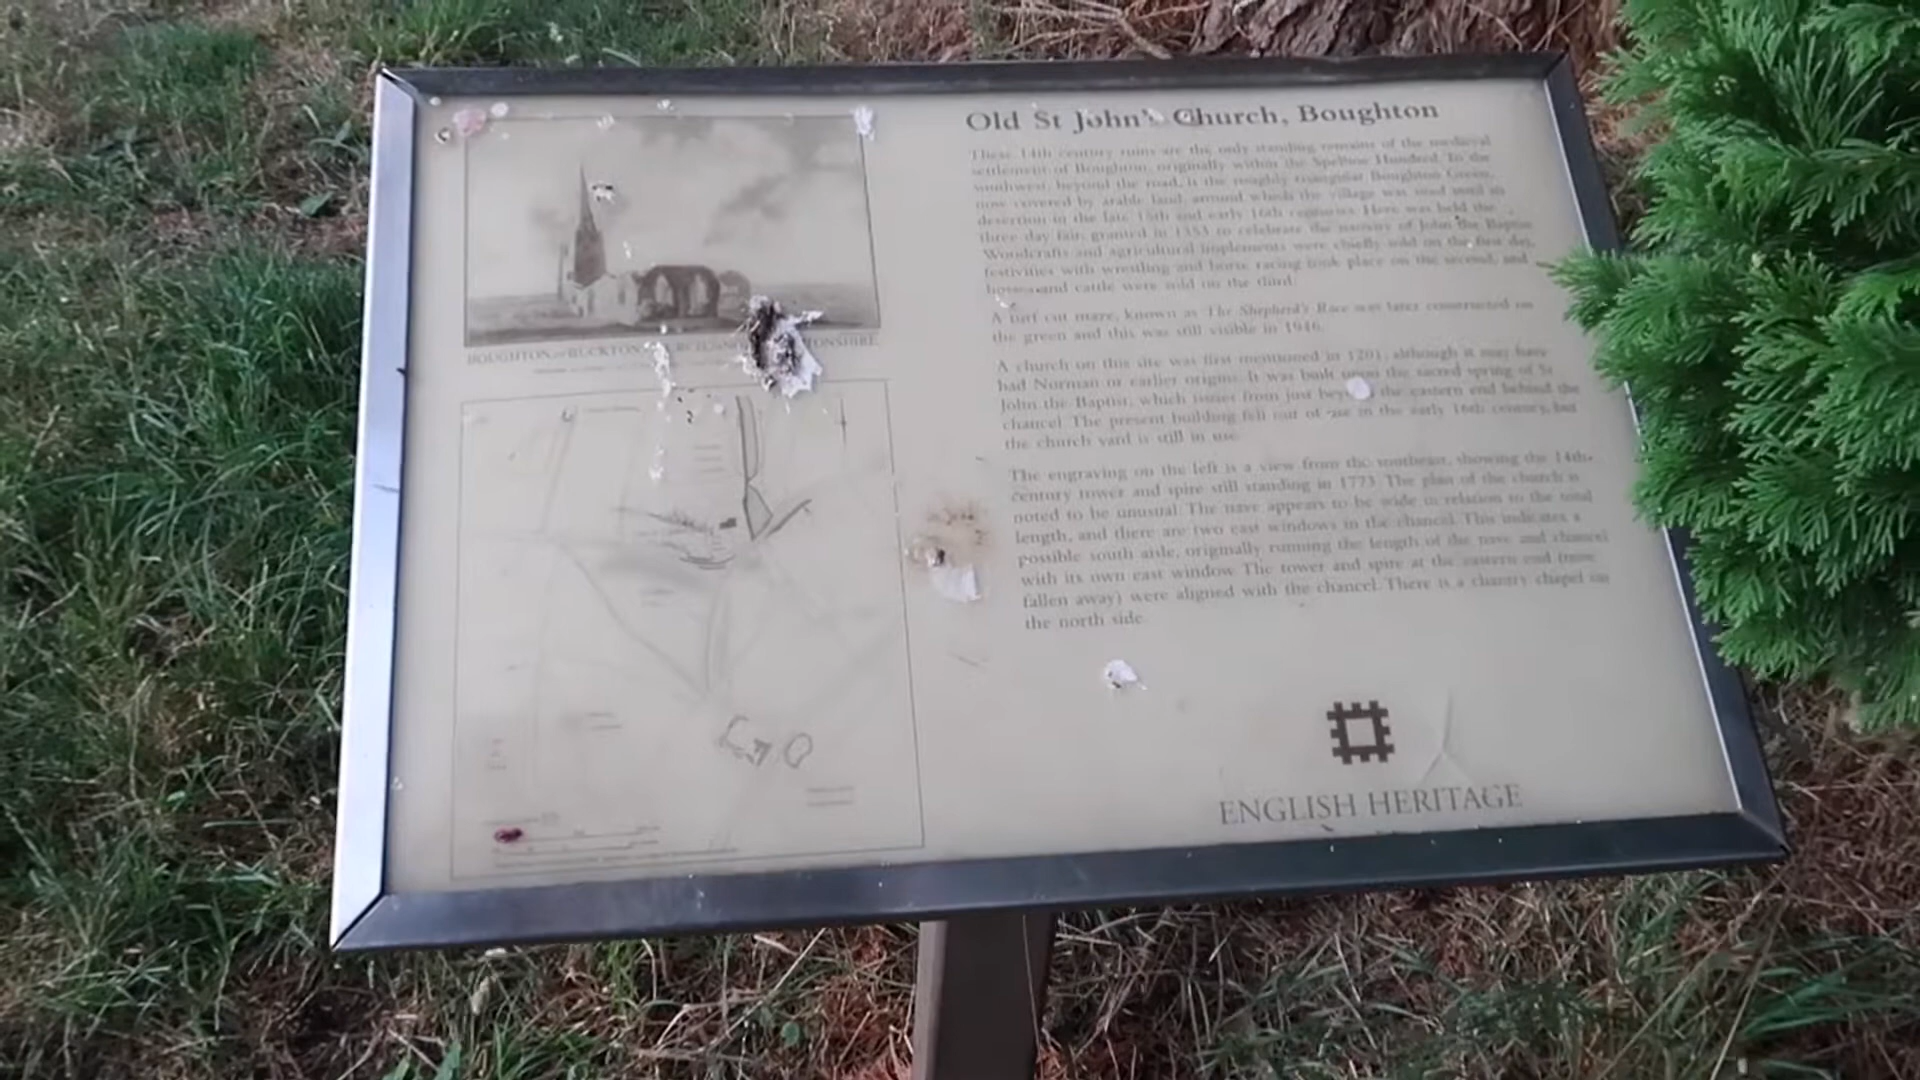 Old St John's Church, Boughton
These 14th century ruins are the only standing remains of the medieval
settlement of Boughton, originally within the Spelhoe Hundred. To the
southwest, beyond the road, is the roughly triangular Boughton Green,
now covered by arable land, around which the village was sited until its
desertion in the late 15th and early 16th centuries. Here was held the
three day fair, granted in 1353 to celebrate the nativity of John the Baptist.
Woodcrafts and agricultural implements were chiefly sold on the first day,
festivities with wrestling and horse racing took place on the second, and
horses and cattle were sold on the third.
A turf cut maze, known as The Shepherd's Race was later constructed on
the green and this was still visible in 1946.
A church on this site was first mentioned in 1201, although it may have
had Norman or earlier origins. It was built upon the sacred spring of St
John the Baptist, which issues from just beyond the eastern end behind the
chancel. The present building fell out of use in the early 16th century, but
the church yard is still in use.
The engraving on the left is a view from the southeast, showing the 14th-
century tower and spire still standing in 1773. The plan of the church is
noted to be unusual. The nave appears to be wide in relation to the total
length, and there are two east windows in the chancel. This indicates a
possible south aisle, originally running the length of the nave and chancel
with its own east window. The tower and spire at the eastern end (now
fallen away) were aligned with the chancel. There is a chantry chapel on
the north side.
BOUGHTON or BUCKTON
ENGLISH HERITAGE